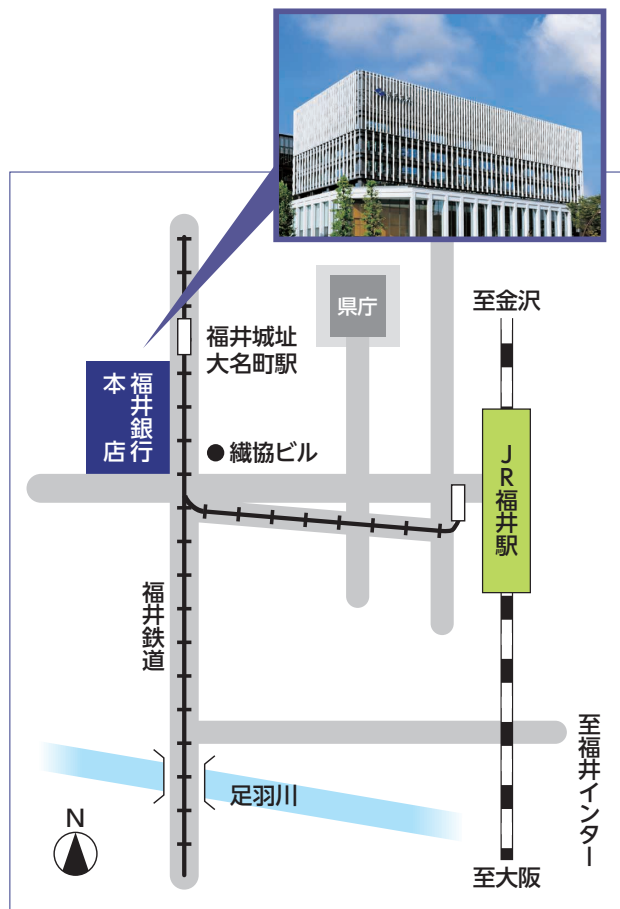 県庁
至金沢
福井城址
大名町駅
福井銀行
本店
繊協ビル
JR福井駅
福井鉄道
至福井インター
足羽川
N
至大阪